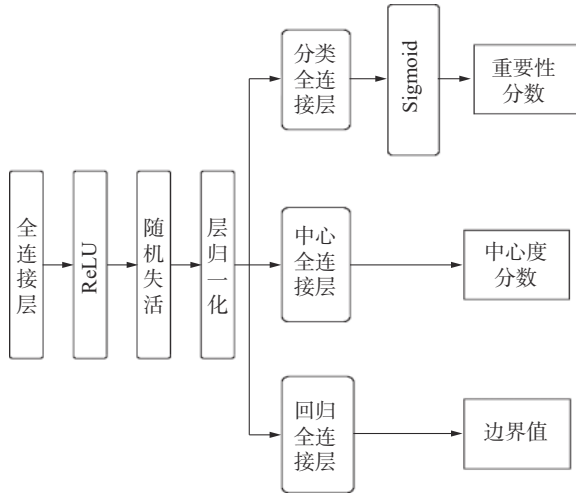 全
连
接
层
ReLU
随
机
失
活
层
归
一
化
分类
全连
接层
Sigmoid
重要性
分数
中心
全连
接层
中心度
分数
回归
全连
接层
边界值